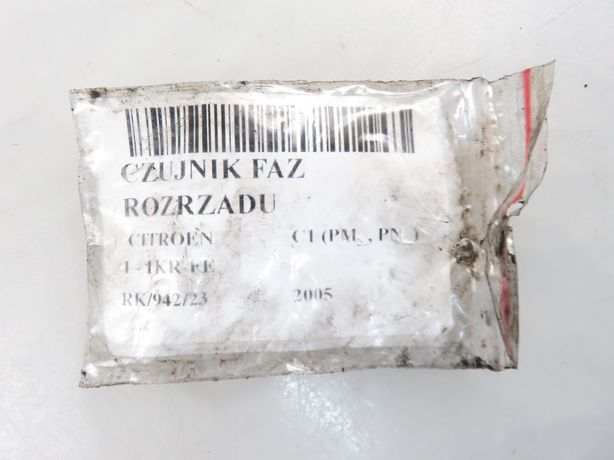 CZUJNIK FAZ
ROZRZADU
CITROEN C1 (PM_, PN_)
1 - 1KR-FE
RK/942/23 2005